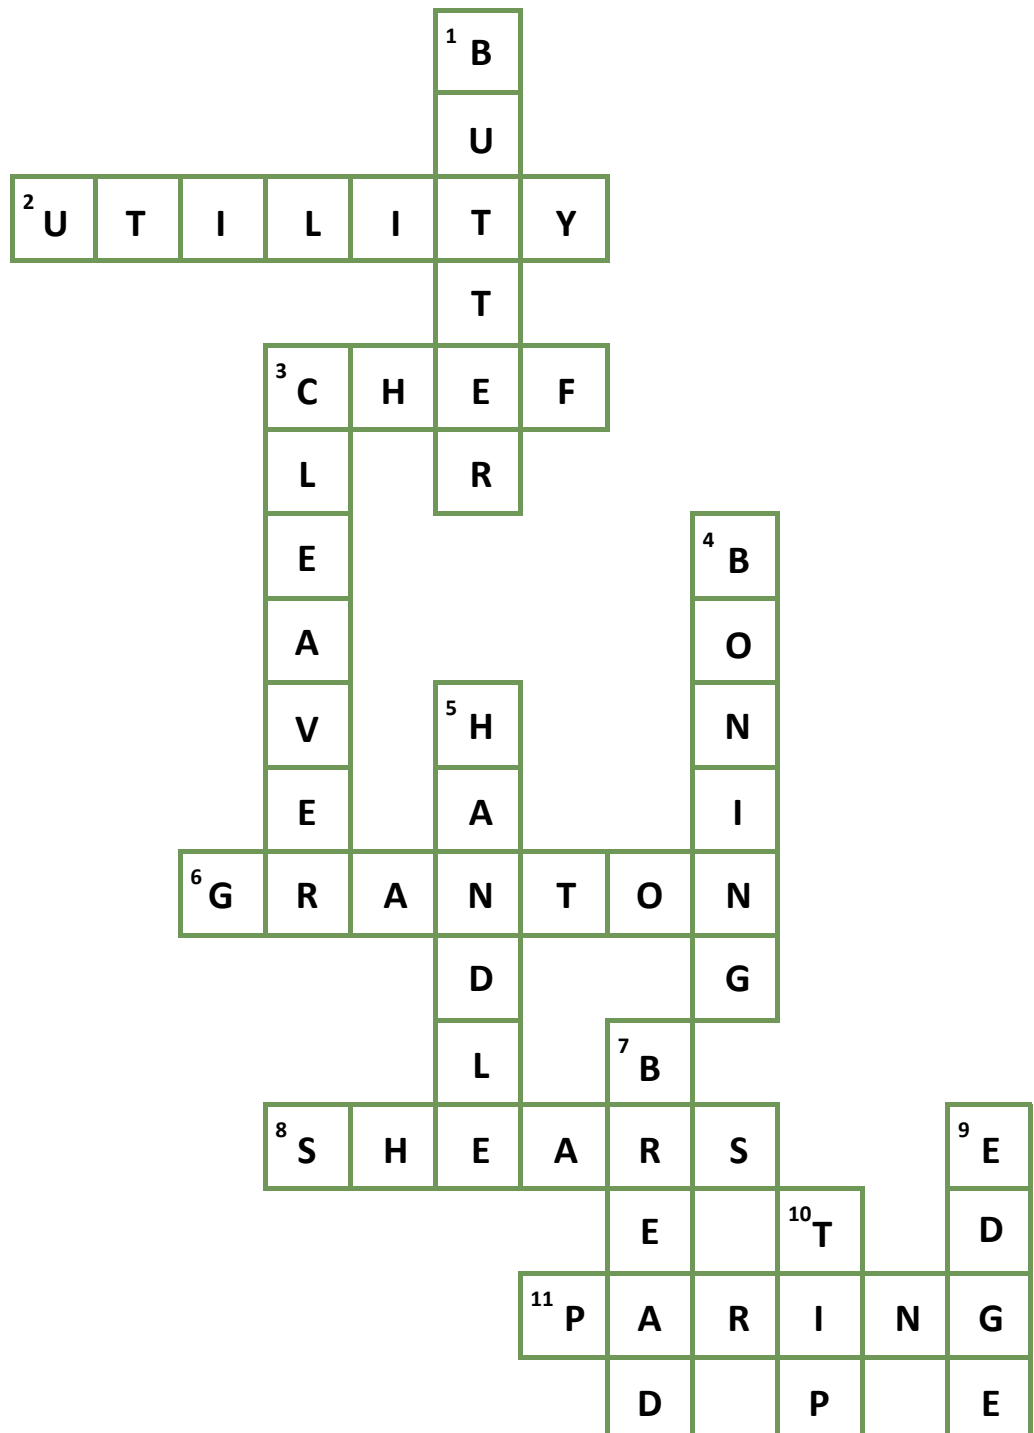 1 B
U
2 U T I L I T Y
T
3 C H E F
L R
E 4 B
A O
V 5 H N
E A I
6 G R A N T O N
D G
L 7 B
8 S H E A R S 9 E
E 10 T D
11 P A R I N G
D P E